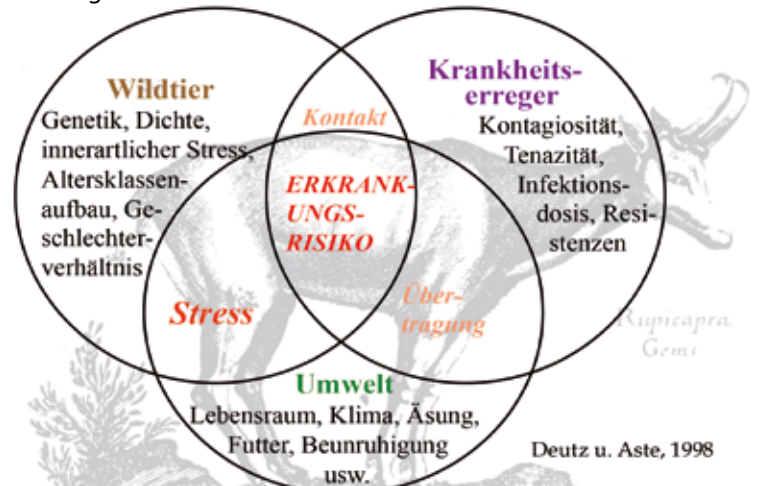 Wildtier
Genetik, Dichte,
innerartlicher Stress,
Altersklassen-
aufbau, Ge-
schlechter-
verhältnis
Kontakt
Krankheits-
erreger
Kontagiosität,
Tenazität,
Infektions-
dosis, Resi-
stenzen
ERKRANK-
UNGS-
RISIKO
Stress
Über-
tragung
Rupicapra
Gemſ
Umwelt
Lebensraum, Klima, Äsung,
Futter, Beunruhigung
usw.
Deutz u. Aste, 1998